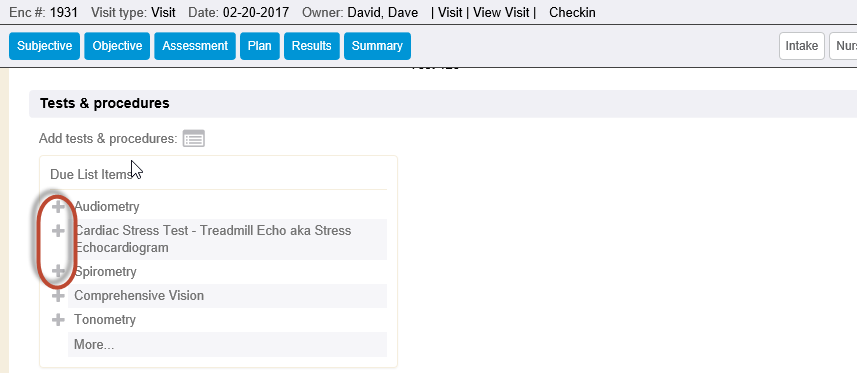 Enc #: 1931 Visit type: Visit Date: 02-20-2017 Owner: David, Dave | Visit | View Visit | Checkin
Subjective Objective Assessment Plan Results Summary Intake Nur
Tests & procedures
Add tests & procedures:
Due List Items
Audiometry
Cardiac Stress Test - Treadmill Echo aka Stress
Echocardiogram
Spirometry
Comprehensive Vision
Tonometry
More...